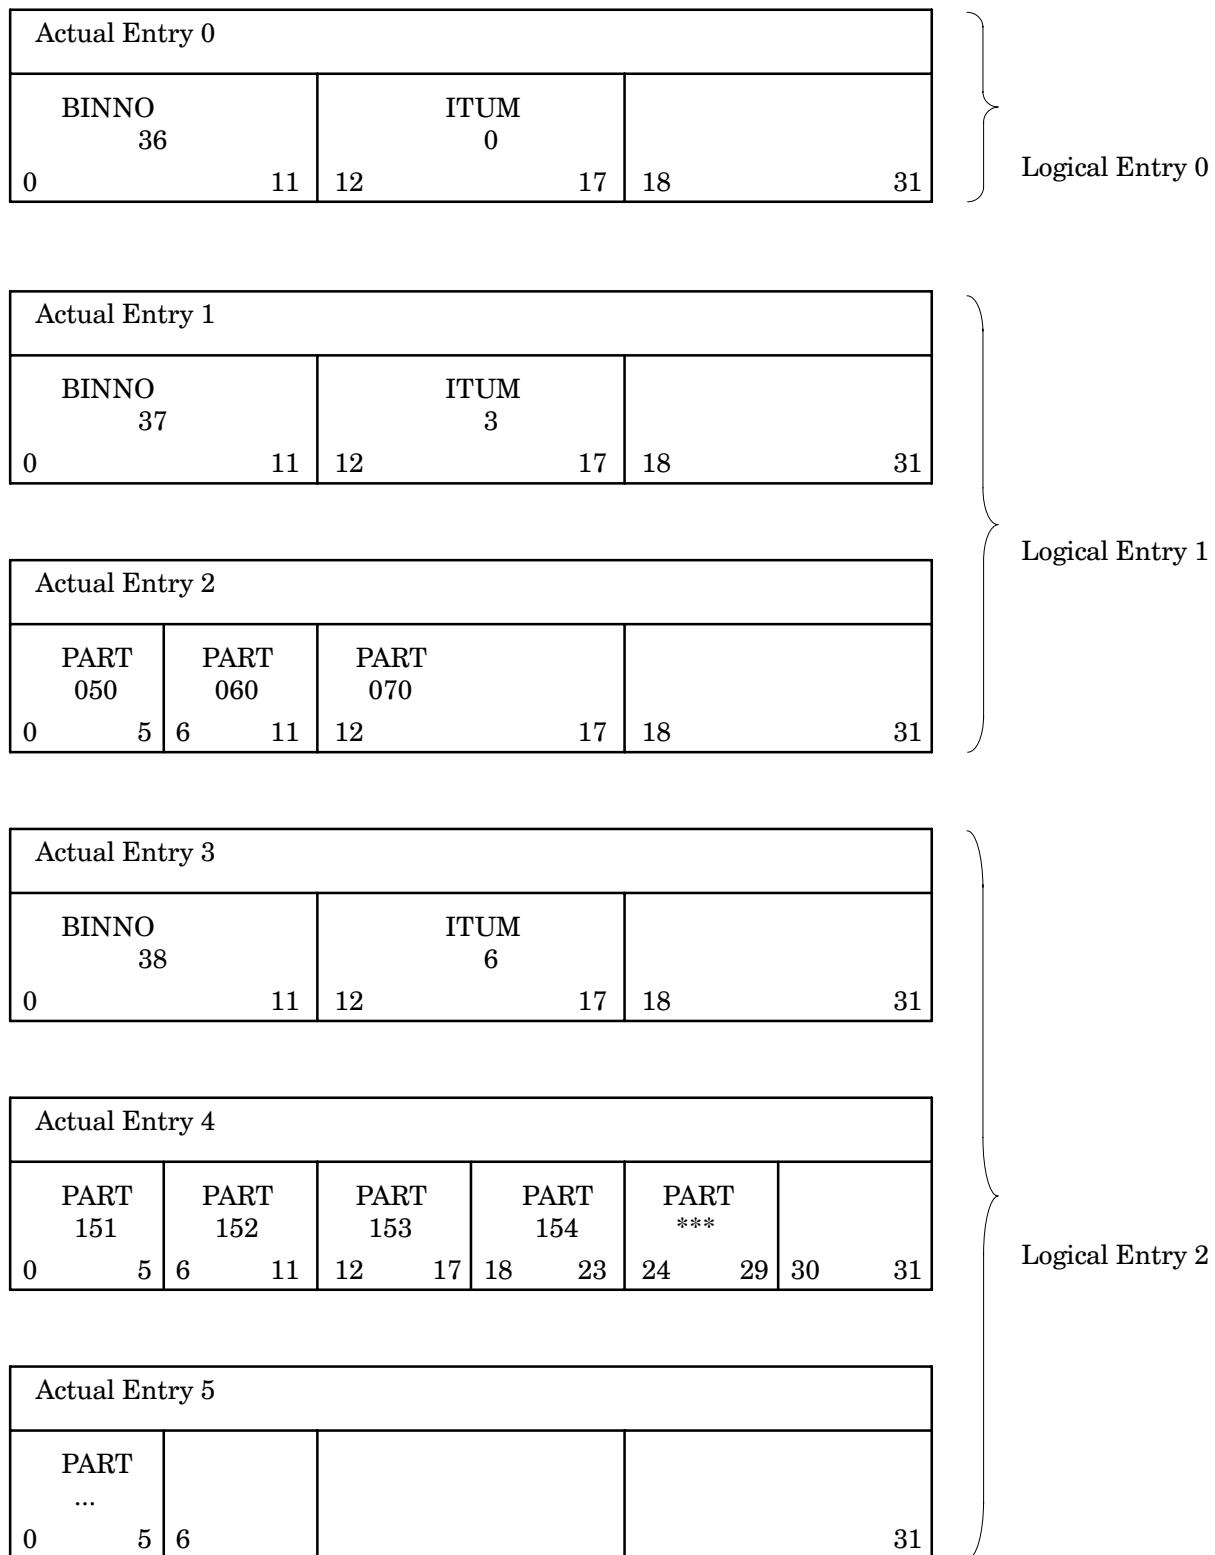 Actual Entry 0
BINNO ITUM
36 0
0 11 12 17 18 31
Logical Entry 0
Actual Entry 1
BINNO ITUM
37 3
0 11 12 17 18 31
Logical Entry 1
Actual Entry 2
PART PART PART
050 060 070
0 5 6 11 12 17 18 31
Actual Entry 3
BINNO ITUM
38 6
0 11 12 17 18 31
Actual Entry 4
PART PART PART PART PART
151 152 153 154 ***
0 5 6 11 12 17 18 23 24 29 30 31
Logical Entry 2
Actual Entry 5
PART
...
0 5 6 31